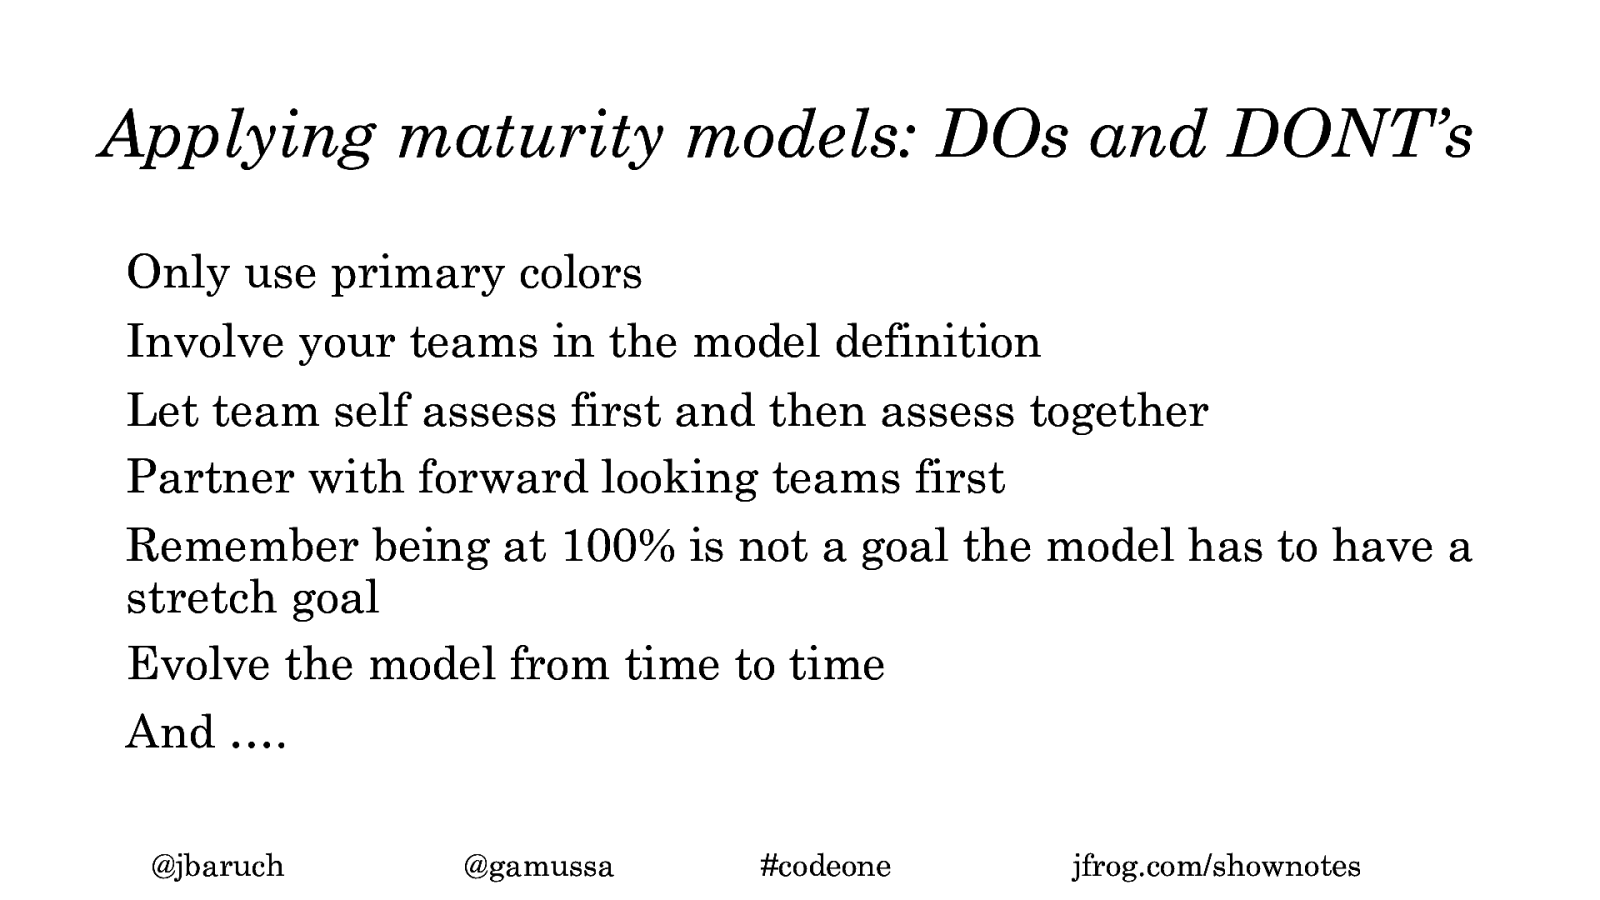 Applying maturity models: DOs and DONT’s
Only use primary colors
Involve your teams in the model definition
Let team self assess first and then assess together
Partner with forward looking teams first
Remember being at 100% is not a goal the model has to have a
stretch goal
Evolve the model from time to time
And ….
@jbaruch @gamussa #codeone jfrog.com/shownotes